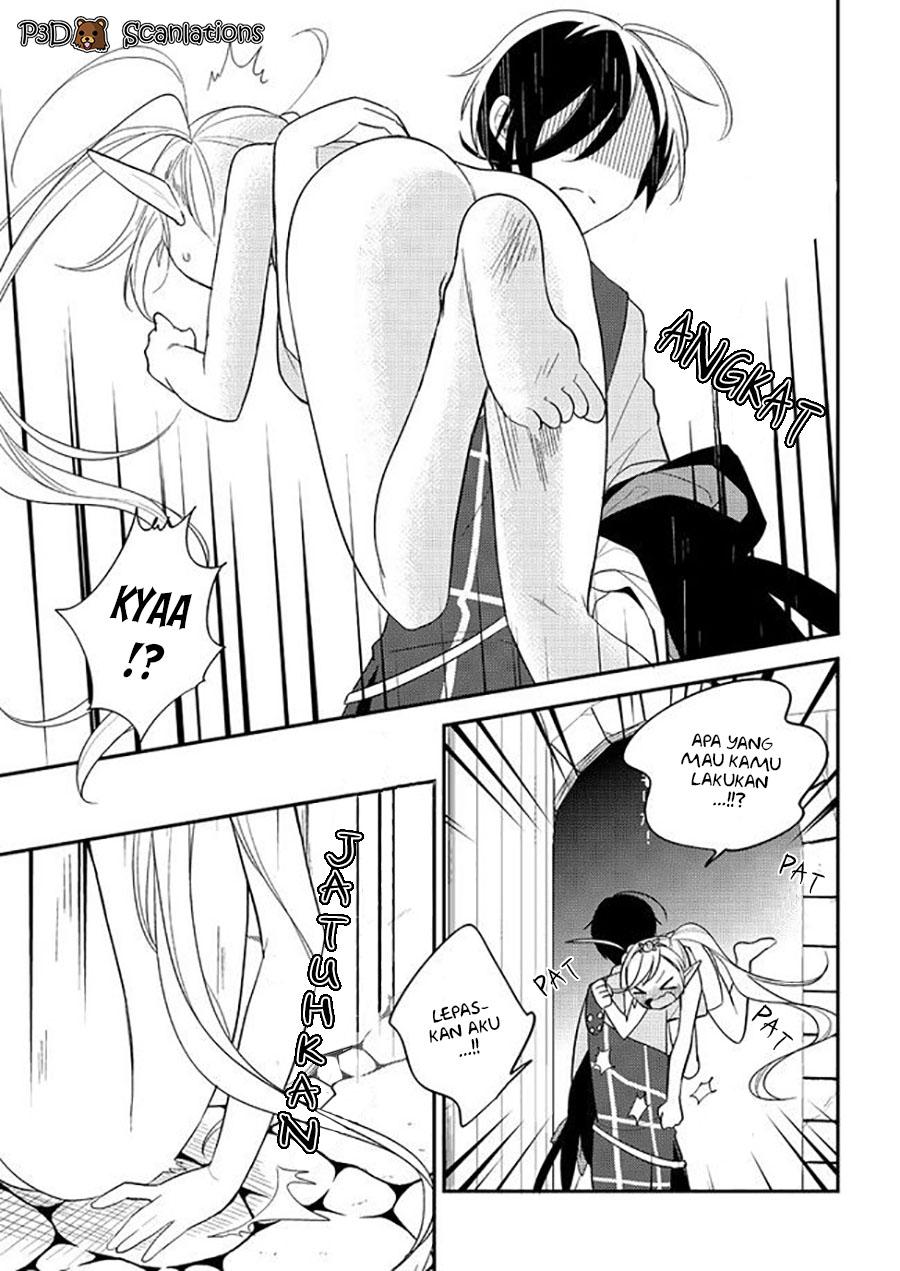 P3D Scanlations
ANGKAT
KYAA
!?
APA YANG
MAU KAMU
LAKUKAN
...!!?
PAT
PAT
PAT
LEPAS-
KAN AKU
...!!
JATUHKAN